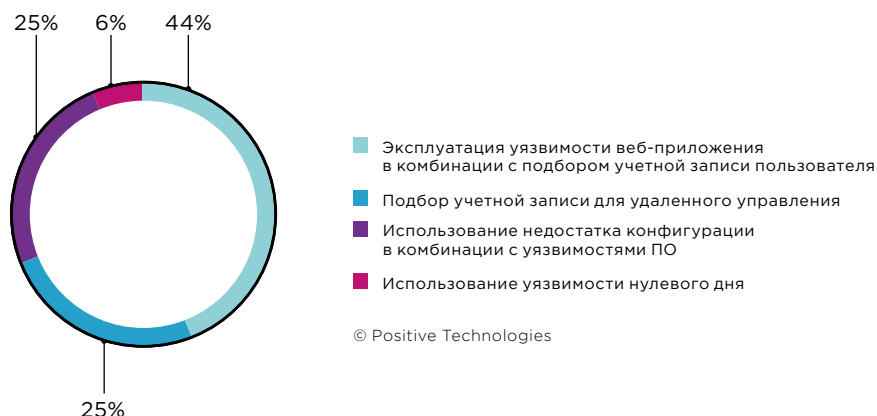 25% 6% 44%
Эксплуатация уязвимости веб-приложения
в комбинации с подбором учетной записи пользователя
Подбор учетной записи для удаленного управления
Использование недостатка конфигурации
в комбинации с уязвимостями ПО
Использование уязвимости нулевого дня
© Positive Technologies
25%